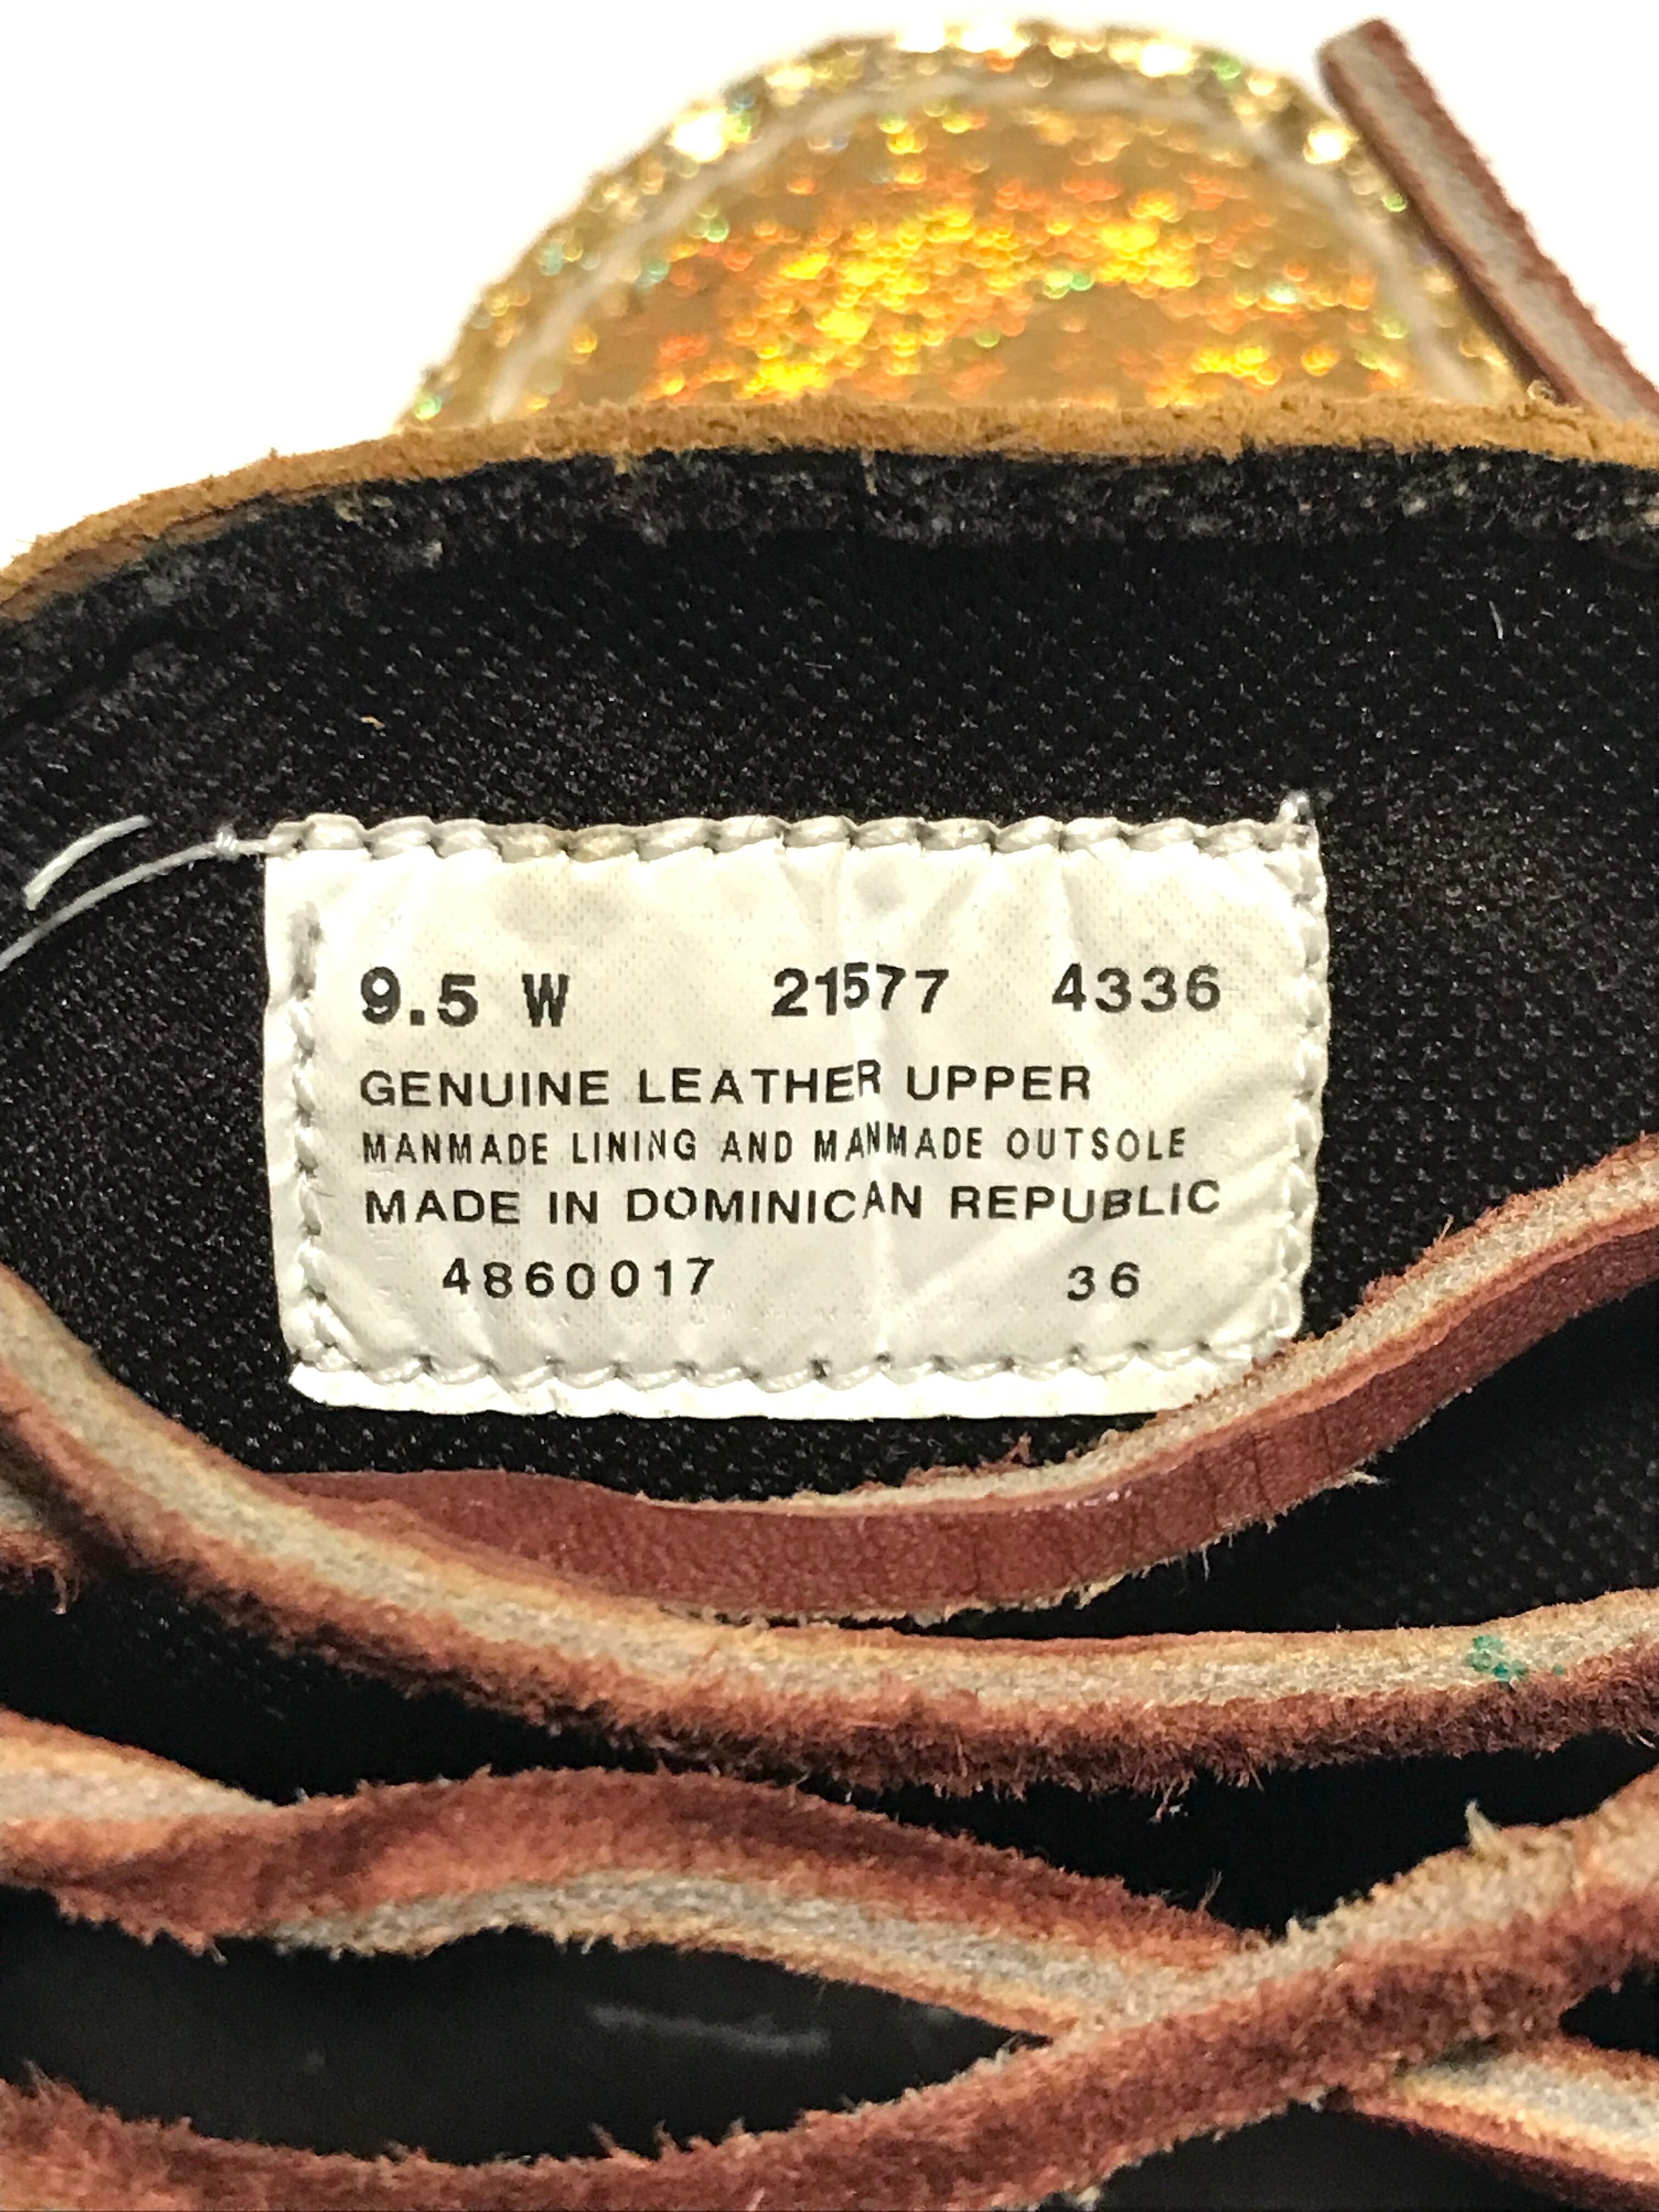 9.5 W 21577 4336
GENUINE LEATHER UPPER
MANMADE LINING AND MANMADE OUTSOLE
MADE IN DOMINICAN REPUBLIC
4860017 36